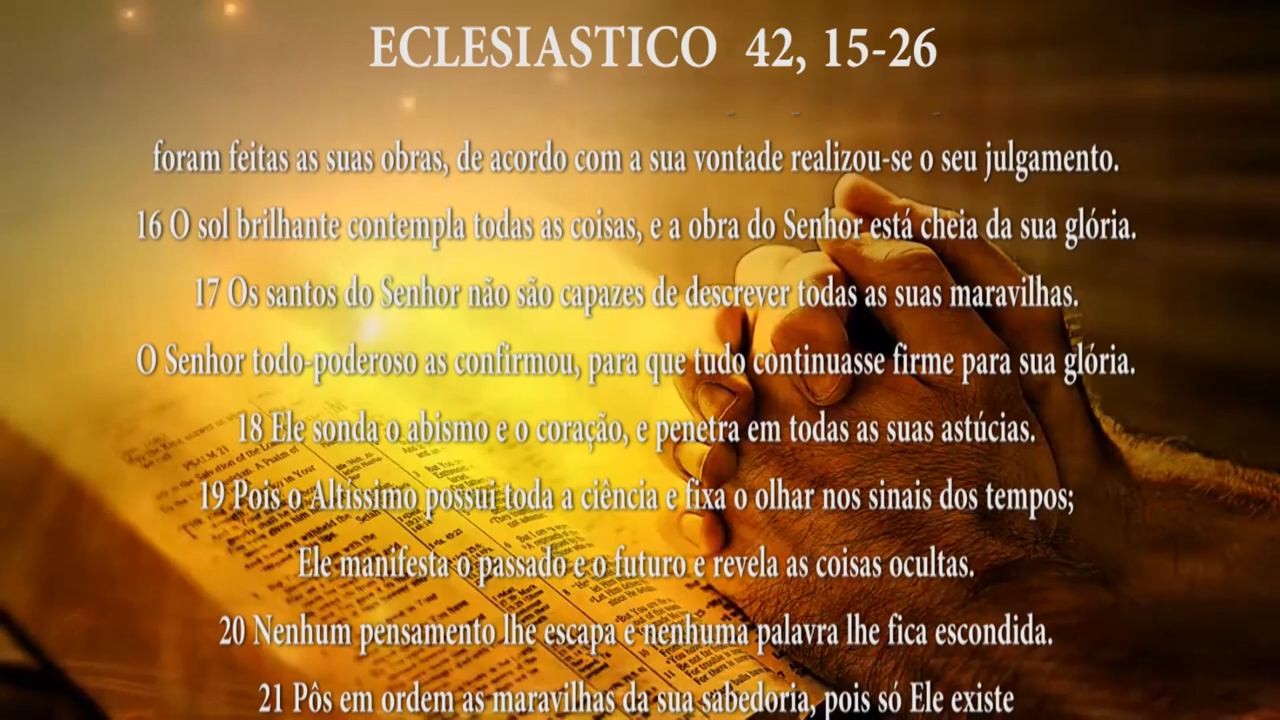 ECLESIASTICO 42, 15-26
foram feitas as suas obras, de acordo com a sua vontade realizou-se o seu julgamento.
16 O sol brilhante contempla todas as coisas, e a obra do Senhor está cheia da sua glória.
17 Os santos do Senhor não são capazes de descrever todas as suas maravilhas.
O Senhor todo-poderoso as confirmou, para que tudo continuasse firme para sua glória.
18 Ele sonda o abismo e o coração, e penetra em todas as suas astúcias.
19 Pois o Altíssimo possui toda a ciência e fixa o olhar nos sinais dos tempos;
Ele manifesta o passado e o futuro e revela as coisas ocultas.
20 Nenhum pensamento lhe escapa e nenhuma palavra lhe fica escondida.
21 Pôs em ordem as maravilhas da sua sabedoria, pois só Ele existe
PSALM 21